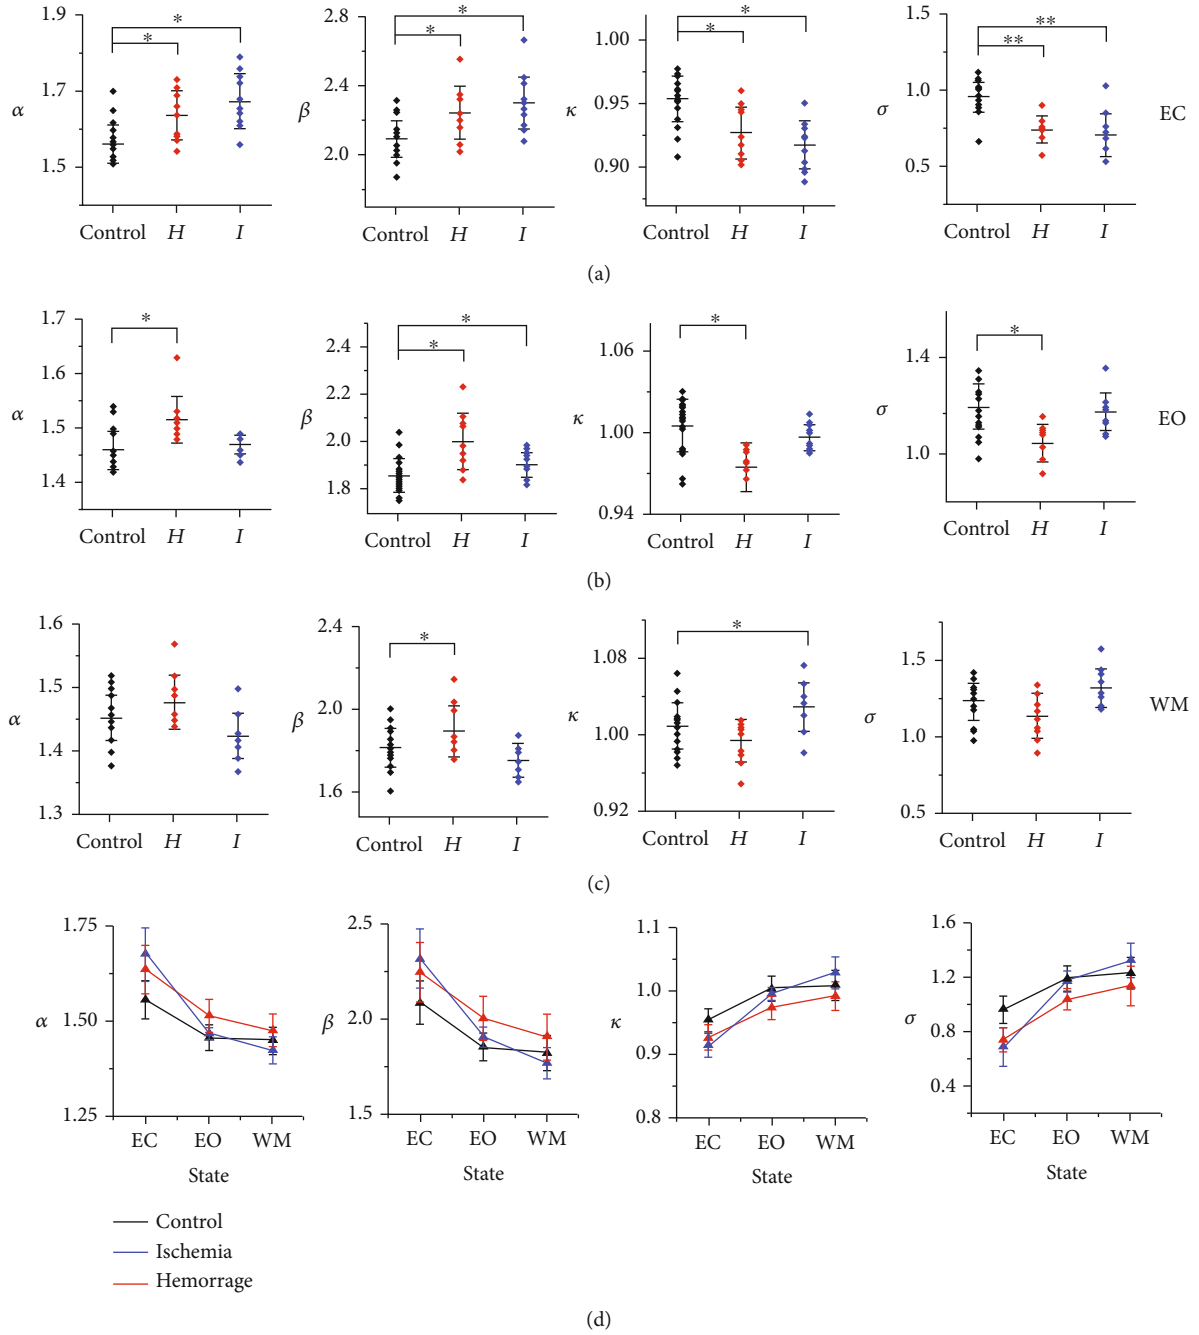 1.9
1.7
1.5
α
Control H I
*
*
2.6
2.3
2.0
1.7
β
Control H I
*
*
1.00
0.95
0.90
κ
Control H I
*
*
1.5
1.0
0.5
σ
Control H I
**
**
EC
(a)
1.7
1.6
1.5
1.4
α
Control H I
*
2.4
2.2
2.0
1.8
β
Control H I
*
*
1.06
1.00
0.94
κ
Control H I
*
1.4
1.0
σ
Control H I
*
EO
(b)
1.6
1.5
1.4
1.3
α
Control H I
2.4
2.0
1.6
β
Control H I
*
1.08
1.00
0.92
κ
Control H I
*
1.5
1.0
0.5
σ
Control H I
WM
(c)
1.75
1.50
1.25
α
EC EO WM
State
2.5
2.0
1.5
β
EC EO WM
State
1.1
1.0
0.9
0.8
κ
EC EO WM
State
1.6
1.2
0.8
0.4
σ
EC EO WM
State
Control
Ischemia
Hemorrage
(d)